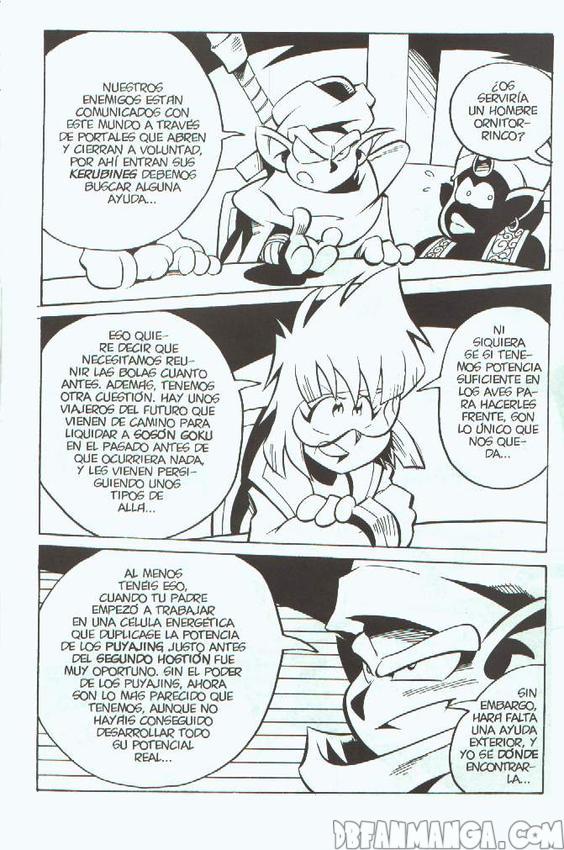 NUESTROS
ENEMIGOS ESTÁN
COMUNICADOS CON
ESTE MUNDO A TRAVÉS
DE PORTALES QUE ABREN
Y CIERRAN A VOLUNTAD,
POR AHÍ ENTRAN SUS
KERUBINES DEBEMOS
BUSCAR ALGUNA
AYUDA...
¿OS
SERVIRÍA
UN HOMBRE
ORNITOR-
RINCO?
ESO QUIE-
RE DECIR QUE
NECESITAMOS REU-
NIR LAS BOLAS CUANTO
ANTES. ADEMÁS, TENEMOS
OTRA CUESTIÓN. HAY UNOS
VIAJEROS DEL FUTURO QUE
VIENEN DE CAMINO PARA
LIQUIDAR A SOSÓN GOKU
EN EL PASADO ANTES DE
QUE OCURRIERA NADA,
Y LES VIENEN PERSI-
GUIENDO UNOS
TIPOS DE
ALLA...
NI
SIQUIERA
SE SI TENE-
MOS POTENCIA
SUFICIENTE EN
LOS AVES PA-
RA HACERLES
FRENTE, SON
LO ÚNICO QUE
NOS QUE-
DA...
AL MENOS
TENÉIS ESO,
CUANDO TU PADRE
EMPEZÓ A TRABAJAR
EN UNA CÉLULA ENERGÉTICA
QUE DUPLICASE LA POTENCIA
DE LOS PUYAJING JUSTO ANTES
DEL SEGUNDO HOSTIÓN FUE
MUY OPORTUNO. SIN EL PODER
DE LOS PUYAJING, AHORA
SON LO MAS PARECIDO QUE
TENEMOS, AUNQUE NO
HAYÁIS CONSEGUIDO
DESARROLLAR TODO
SU POTENCIAL
REAL...
SIN
EMBARGO,
HARÁ FALTA
UNA AYUDA
EXTERIOR, Y
YO SE DÓNDE
ENCONTRAR-
LA...
DBFANMANGA.COM